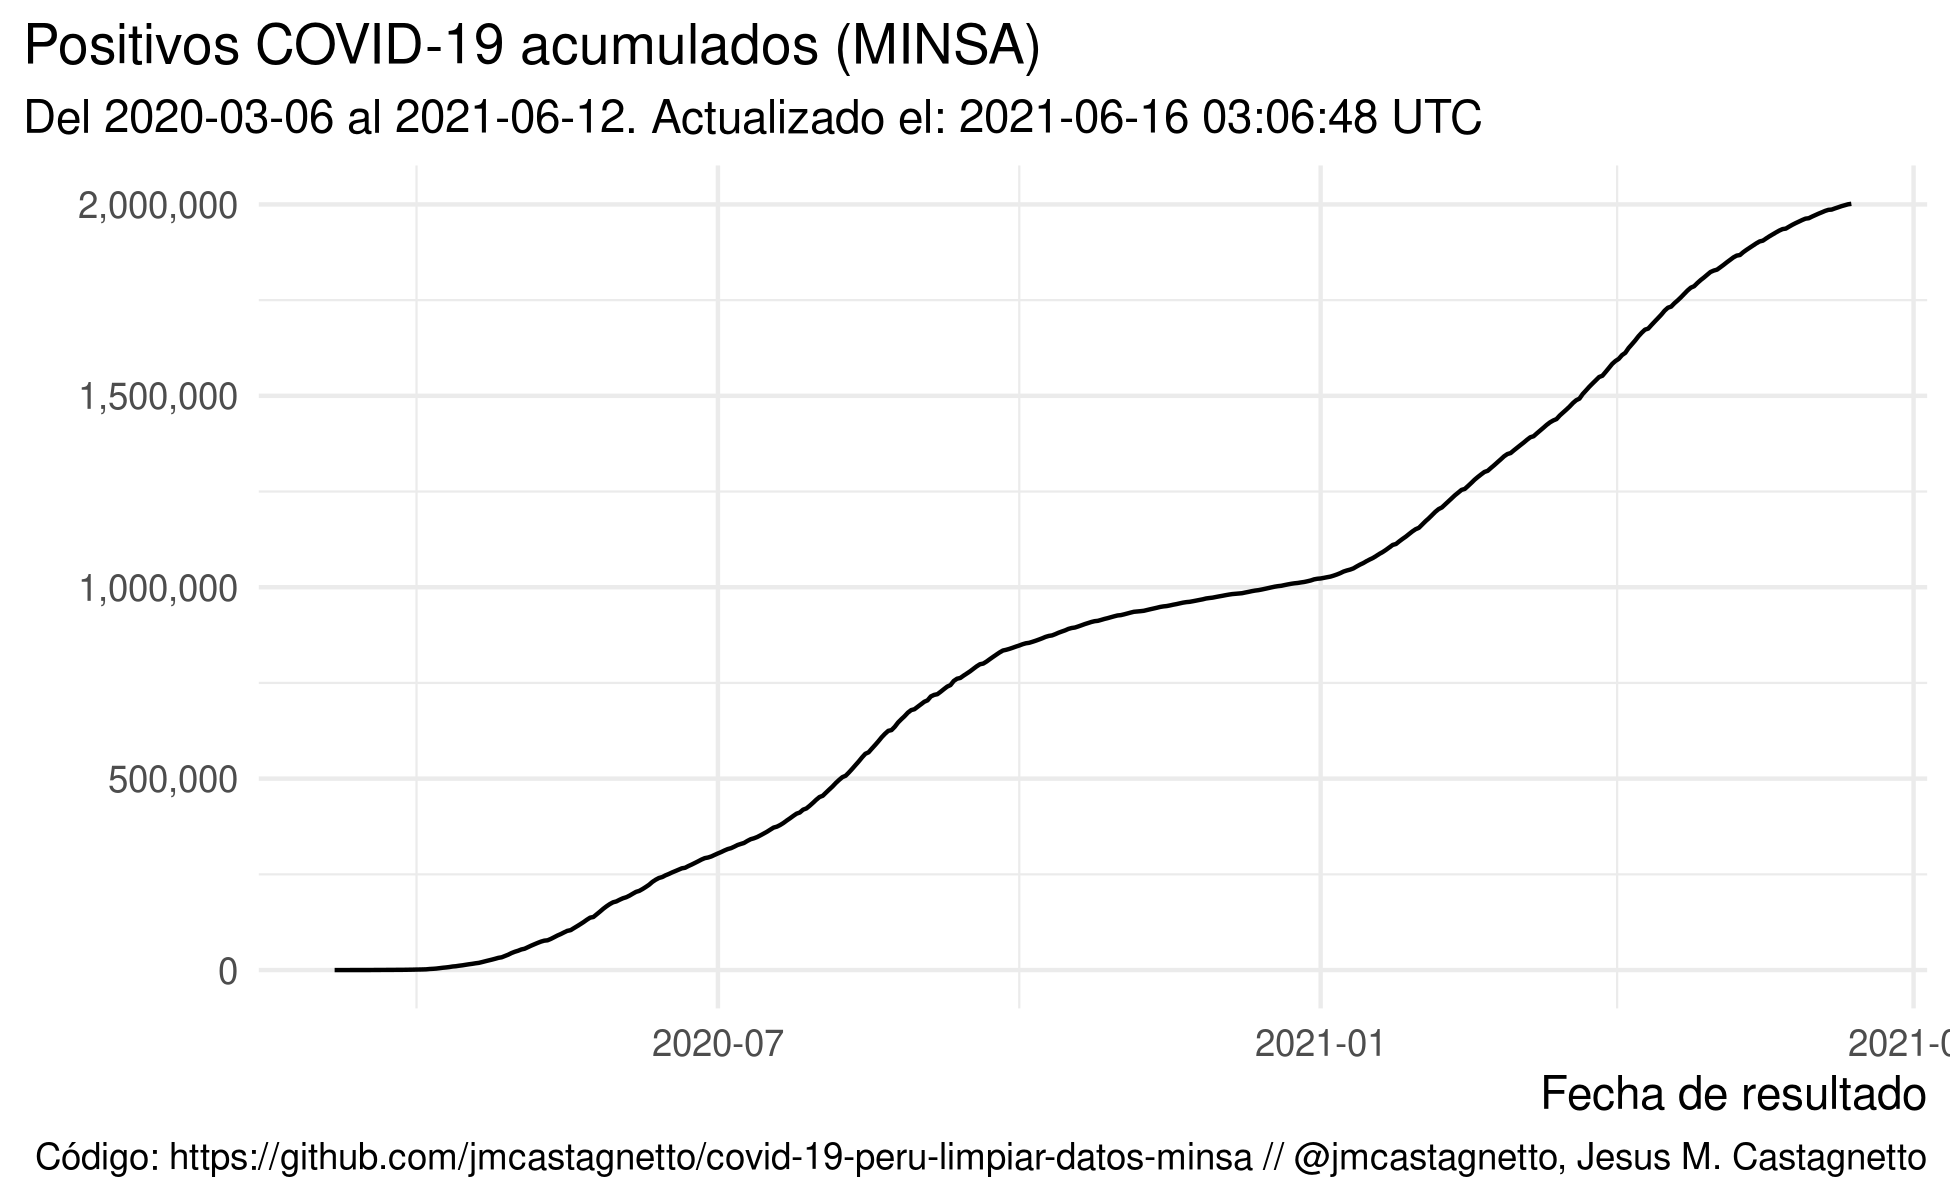 Positivos COVID-19 acumulados (MINSA)
Del 2020-03-06 al 2021-06-12. Actualizado el: 2021-06-16 03:06:48 UTC
2,000,000
1,500,000
1,000,000
500,000
0
2020-07
2021-01
2021-0
Fecha de resultado
Código: https://github.com/jmcastagnetto/covid-19-peru-limpiar-datos-minsa // @jmcastagnetto, Jesus M. Castagnetto